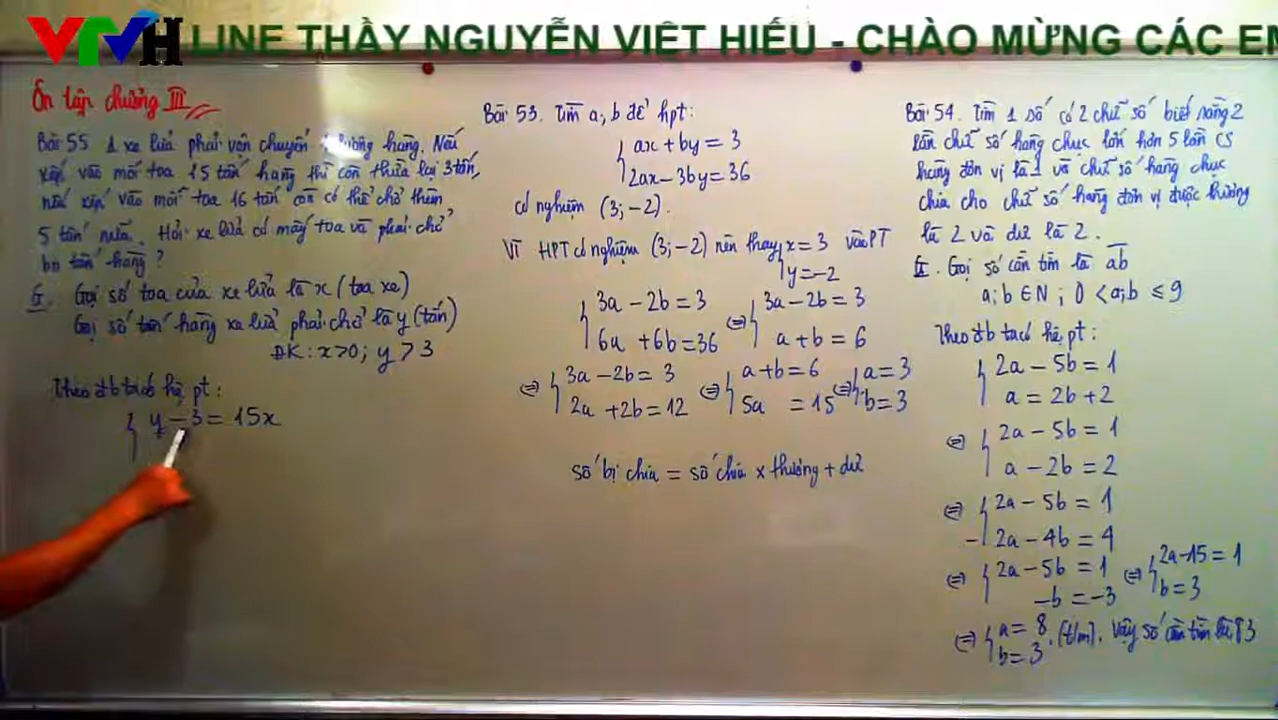 VTVH
LINE THẦY NGUYỄN VIỆT HIẾU - CHÀO MỪNG CÁC EM
Ôn tập chương III
Bài 55 1 xe lửa phải vận chuyển 1 lượng hàng. Nếu
xếp vào mỗi toa 15 tấn hàng thì còn thừa lại 3 tấn,
nếu xếp vào mỗi toa 16 tấn còn có thể chở thêm
5 tấn nữa. Hỏi xe lửa có mấy toa và phải chở
bn tấn hàng?
G. Gọi số toa của xe lửa là x (toa xe)
Gọi số tấn hàng xe lửa phải chở là y (tấn)
ĐK: x>0; y > 3
Theo đb ta có hệ pt:
{ y - 3 = 15x
Bài 53. Tìm a, b để hpt:
{ ax + by = 3
2ax - 3by = 36
có nghiệm (3; -2).
Vì HPT có nghiệm (3; -2) nên thay { x = 3 vào PT
y = -2
{ 3a - 2b = 3 ⇔ { 3a - 2b = 3
6a + 6b = 36 a + b = 6
⇔ { 3a - 2b = 3 ⇔ { a + b = 6 ⇔ { a = 3
2a + 2b = 12 5a = 15 b = 3
số bị chia = số chia x thương + dư
Bài 54. Tìm 1 số có 2 chữ số biết rằng 2
lần chữ số hàng chục lớn hơn 5 lần CS
hàng đơn vị là 1 và chữ số hàng chục
chia cho chữ số hàng đơn vị được thương
là 2 và dư là 2.
G. Gọi số cần tìm là a̅b̅
a; b ∈ N ; 0 < a; b ≤ 9
Theo đb ta có hệ pt:
{ 2a - 5b = 1
a = 2b + 2
⇔ { 2a - 5b = 1
a - 2b = 2
⇔ { 2a - 5b = 1
- 2a - 4b = 4
⇔ { 2a - 5b = 1 ⇔ { 2a - 15 = 1
-b = -3 b = 3
⇔ { a = 8 (t/m). Vậy số cần tìm là 83
b = 3